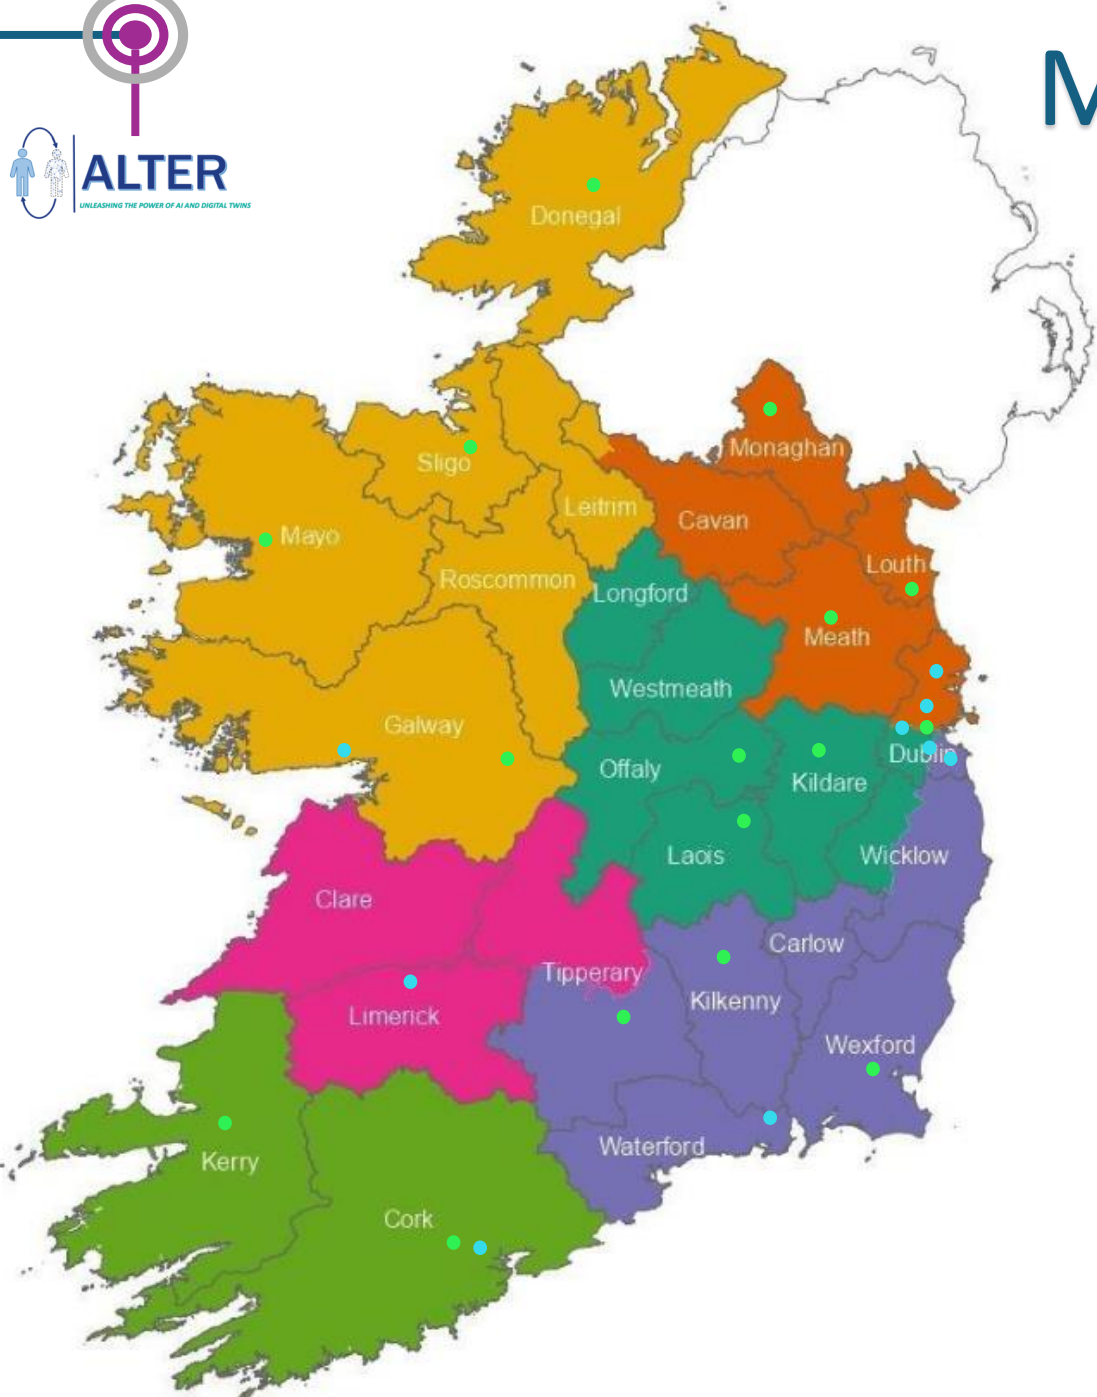 M
ALTER
UNLEASHING THE POWER OF AI AND DIGITAL TWINS
Donegal
Monaghan
Sligo
Leitrim
Cavan
Mayo
Louth
Roscommon
Longford
Meath
Westmeath
Galway
Dublin
Offaly
Kildare
Laois
Wicklow
Clare
Carlow
Tipperary
Kilkenny
Limerick
Wexford
Waterford
Kerry
Cork